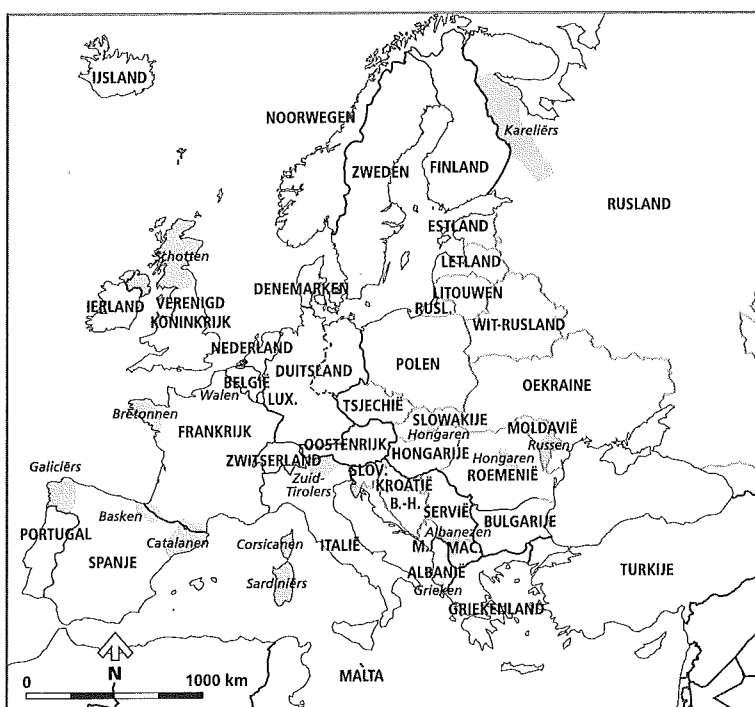 IJSLAND
NOORWEGEN
ZWEDEN
FINLAND
Kareliërs
RUSLAND
ESTLAND
LETLAND
LITOUWEN
RUSL.
WIT-RUSLAND
Schotten
IERLAND
VERENIGD
KONINKRIJK
DENEMARKEN
NEDERLAND
BELGIË
Walen
LUX.
DUITSLAND
POLEN
OEKRAINE
TSJECHIË
SLOWAKIJE
Hongaren
MOLDAVIË
Russen
Bretonnen
FRANKRIJK
OOSTENRIJK
HONGARIJE
Hongaren
ROEMENIË
ZWITSERLAND
Zuid-
Tirolers
SLOV.
KROATIË
B.-H.
SERVIË
BULGARIJE
Galiciërs
Basken
PORTUGAL
SPANJE
Catalanen
Corsicanen
Sardiniërs
ITALIË
Albanezen
M.
MAC.
ALBANIË
Grieken
GRIEKENLAND
TURKIJE
MALTA
N
0
1000 km